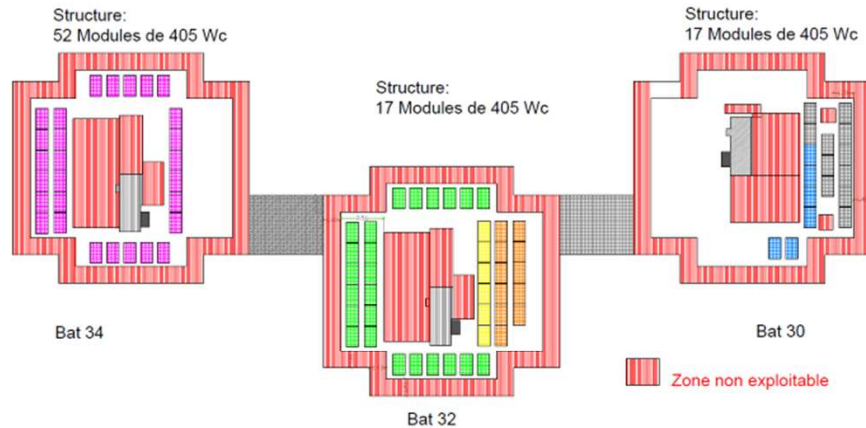 Structure:
52 Modules de 405 Wc
Structure:
17 Modules de 405 Wc
Structure:
17 Modules de 405 Wc
Bat 34
Bat 32
Bat 30
Zone non exploitable